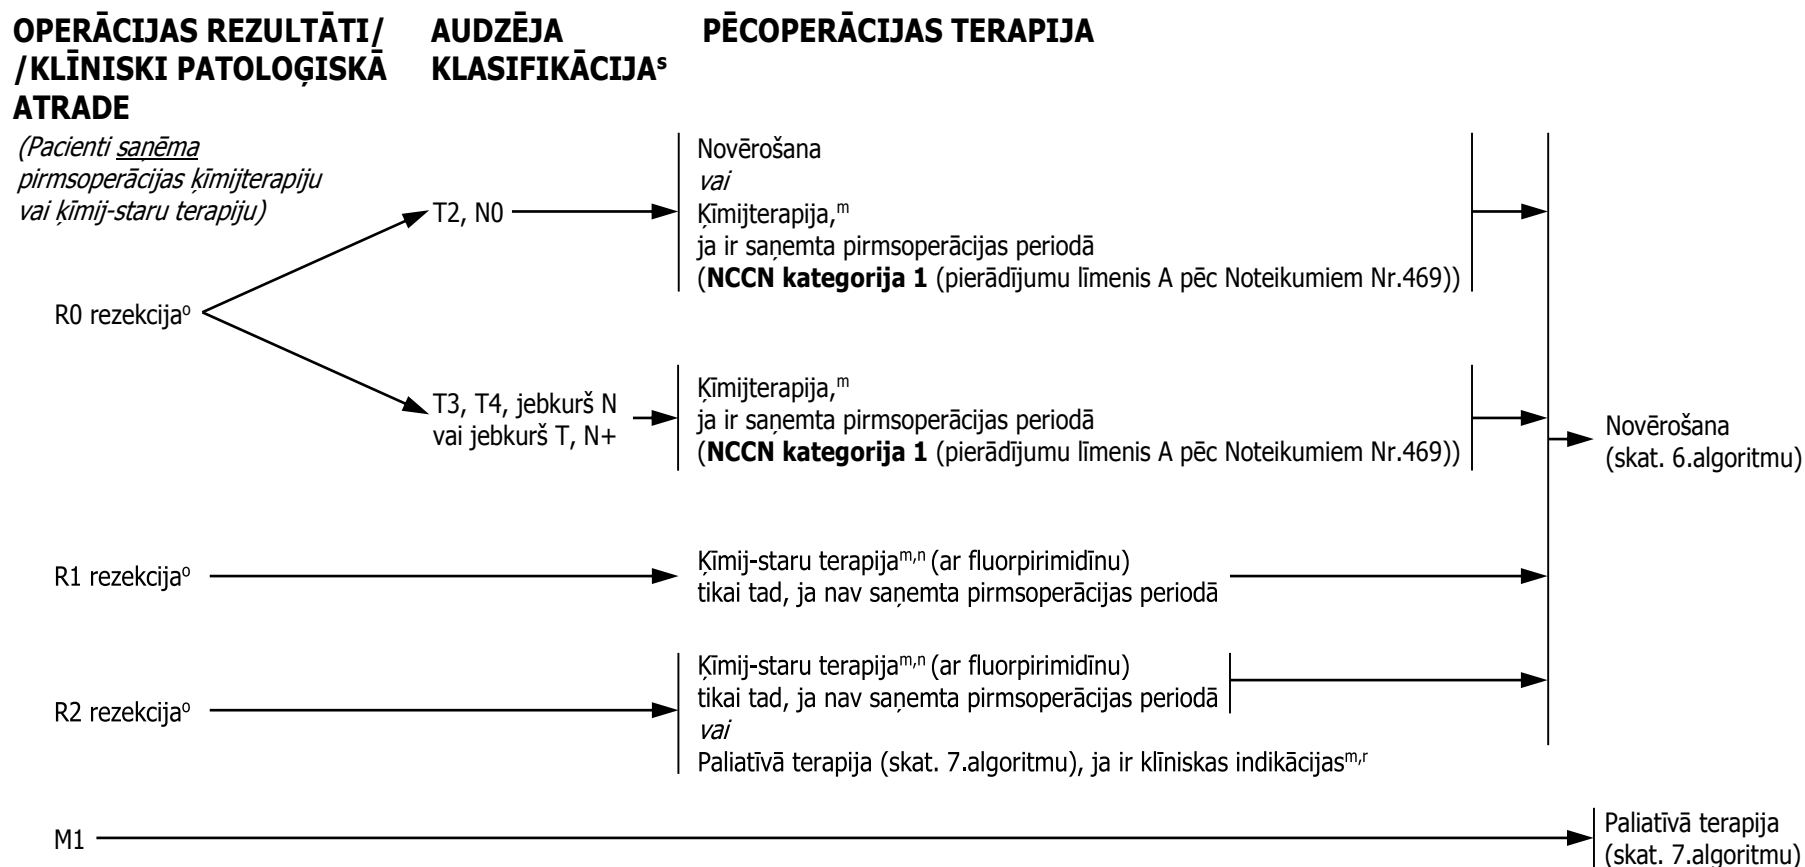 OPERĀCIJAS REZULTĀTI/
/KLĪNISKI PATOLOĢISKĀ
ATRADE
(Pacienti saņēma
pirmsoperācijas ķīmijterapiju
vai ķīmij-staru terapiju)
AUDZĒJA
KLASIFIKĀCIJAˢ
PĒCOPERĀCIJAS TERAPIJA
R0 rezekcijaᵒ
T2, N0
Novērošana
vai
Ķīmijterapija,ᵐ
ja ir saņemta pirmsoperācijas periodā
(NCCN kategorija 1 (pierādījumu līmenis A pēc Noteikumiem Nr.469))
T3, T4, jebkurš N
vai jebkurš T, N+
Ķīmijterapija,ᵐ
ja ir saņemta pirmsoperācijas periodā
(NCCN kategorija 1 (pierādījumu līmenis A pēc Noteikumiem Nr.469))
Novērošana
(skat. 6.algoritmu)
R1 rezekcijaᵒ
Ķīmij-staru terapijaᵐ,ⁿ (ar fluorpirimidīnu)
tikai tad, ja nav saņemta pirmsoperācijas periodā
R2 rezekcijaᵒ
Ķīmij-staru terapijaᵐ,ⁿ (ar fluorpirimidīnu)
tikai tad, ja nav saņemta pirmsoperācijas periodā
vai
Paliatīvā terapija (skat. 7.algoritmu), ja ir klīniskas indikācijasᵐ,ʳ
M1
Paliatīvā terapija
(skat. 7.algoritmu)